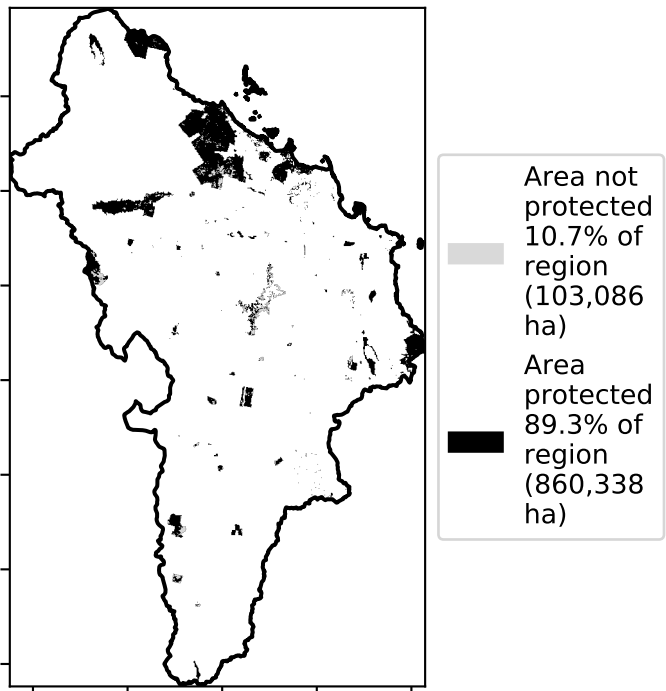 Area not
protected
10.7% of
region
(103,086
ha)
Area
protected
89.3% of
region
(860,338
ha)